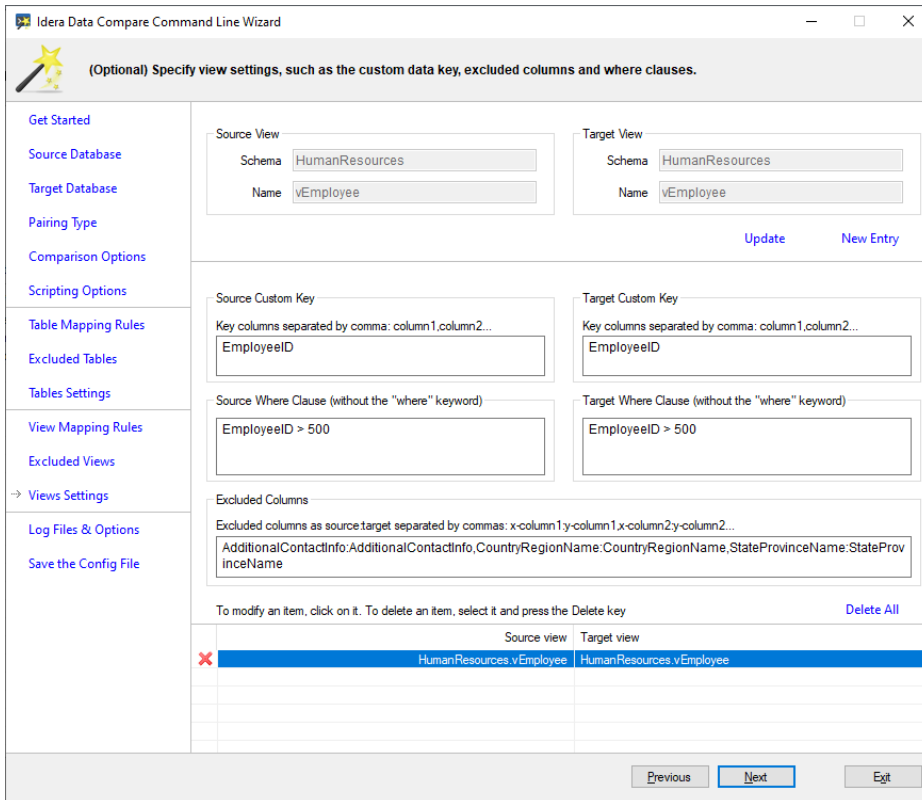 Idera Data Compare Command Line Wizard
(Optional) Specify view settings, such as the custom data key, excluded columns and where clauses.
Get Started
Source Database
Target Database
Pairing Type
Comparison Options
Scripting Options
Table Mapping Rules
Excluded Tables
Tables Settings
View Mapping Rules
Excluded Views
→ Views Settings
Log Files & Options
Save the Config File
Source View
Schema HumanResources
Name vEmployee
Target View
Schema HumanResources
Name vEmployee
Update New Entry
Source Custom Key
Key columns separated by comma: column1,column2...
EmployeeID
Target Custom Key
Key columns separated by comma: column1,column2...
EmployeeID
Source Where Clause (without the "where" keyword)
EmployeeID > 500
Target Where Clause (without the "where" keyword)
EmployeeID > 500
Excluded Columns
Excluded columns as source:target separated by commas: x-column1:y-column1,x-column2:y-column2...
AdditionalContactInfo:AdditionalContactInfo,CountryRegionName:CountryRegionName,StateProvinceName:StateProv
inceName
To modify an item, click on it. To delete an item, select it and press the Delete key Delete All
Source view Target view
HumanResources.vEmployee HumanResources.vEmployee
Previous Next Exit